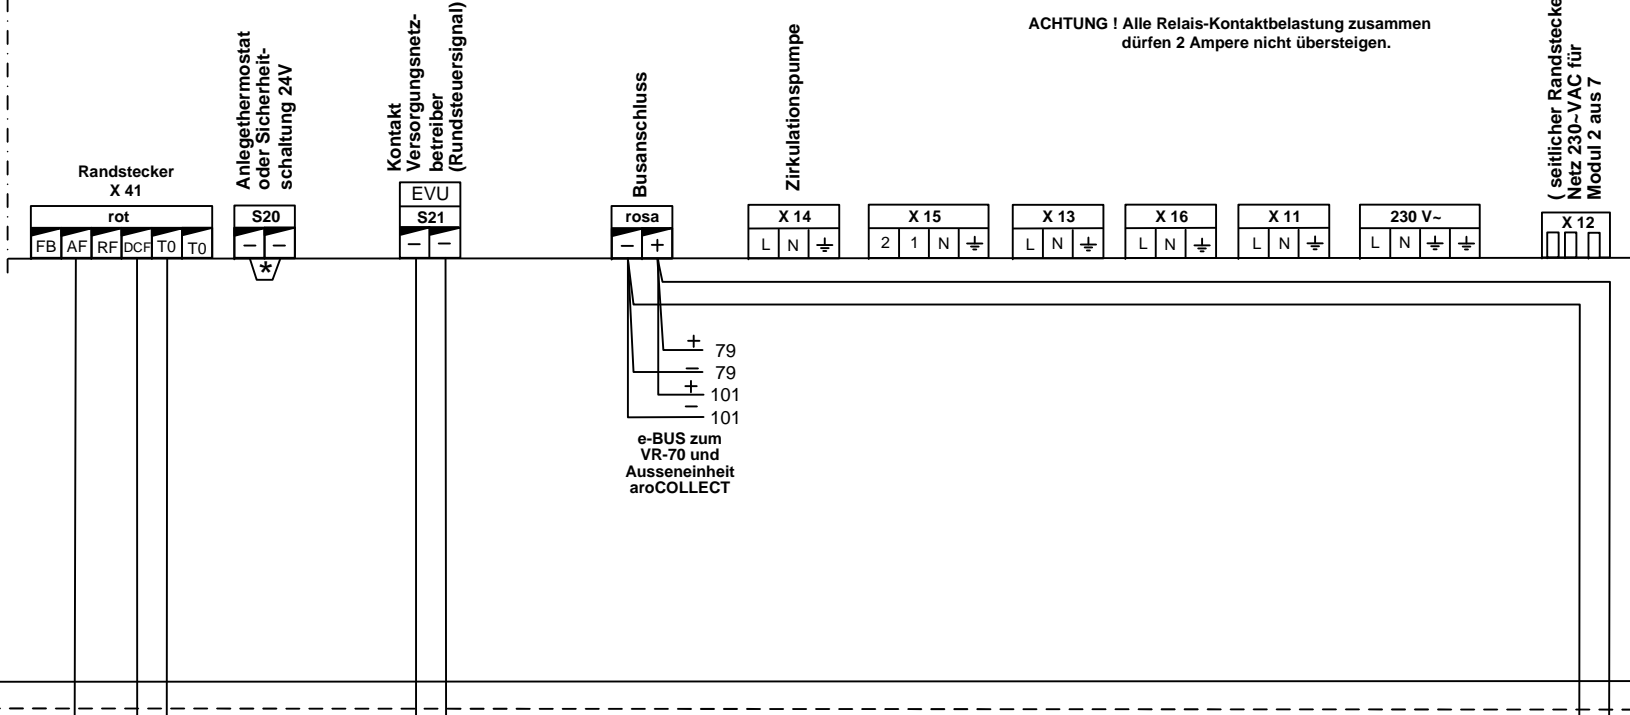 ACHTUNG ! Alle Relais-Kontaktbelastung zusammen
dürfen 2 Ampere nicht übersteigen.
Randstecker
X 41
rot
FB AF RF DCF T0 T0
Anlegethermostat
oder Sicherheit-
schaltung 24V
S20
– –
*
Kontakt
Versorgungsnetz-
betreiber
(Rundsteuersignal)
EVU
S21
– –
Busanschluss
rosa
– +
Zirkulationspumpe
X 14
L N
X 15
2 1 N
X 13
L N
X 16
L N
X 11
L N
230 V~
L N
( seitlicher Randstecke
Netz 230~VAC für
Modul 2 aus 7
X 12
+ 79
– 79
+ 101
– 101
e-BUS zum
VR-70 und
Ausseneinheit
aroCOLLECT